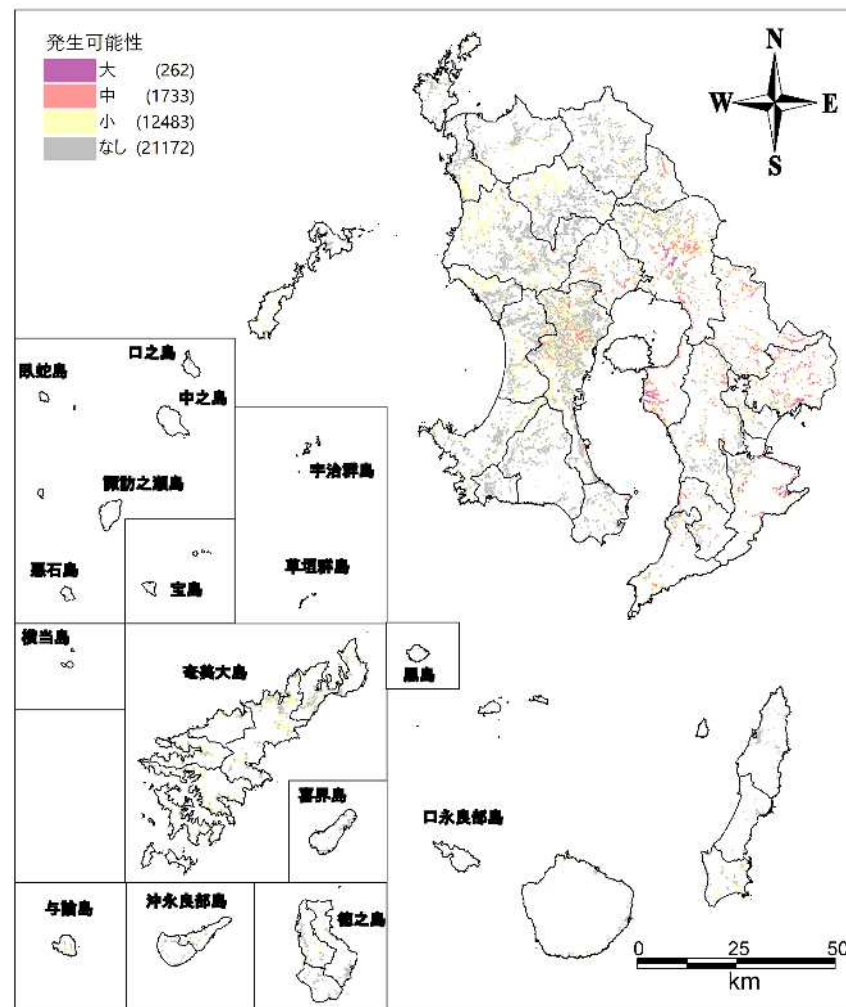 発生可能性
大 (262)
中 (1733)
小 (12483)
なし (21172)
N
W E
S
臥蛇島
口之島
中之島
諏訪之瀬島
悪石島
宝島
宇治群島
草垣群島
横当島
奄美大島
黒島
喜界島
口永良部島
与論島
沖永良部島
徳之島
0 25 50
km